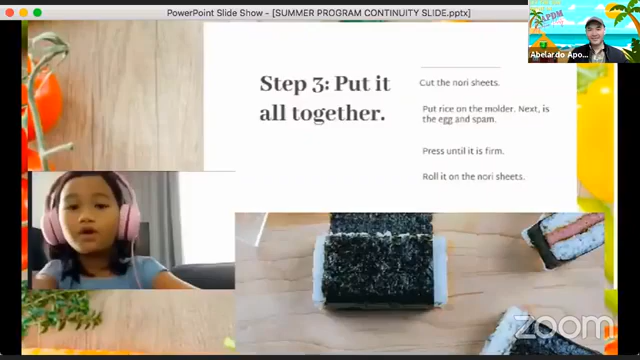 PowerPoint Slide Show - [SUMMER PROGRAM CONTINUITY SLIDE.pptx]
Abelardo Apo...
Step 3: Put it
all together.
Cut the nori sheets.
Put rice on the molder. Next, is
the egg and spam.
Press until it is firm.
Roll it on the nori sheets.
zoom